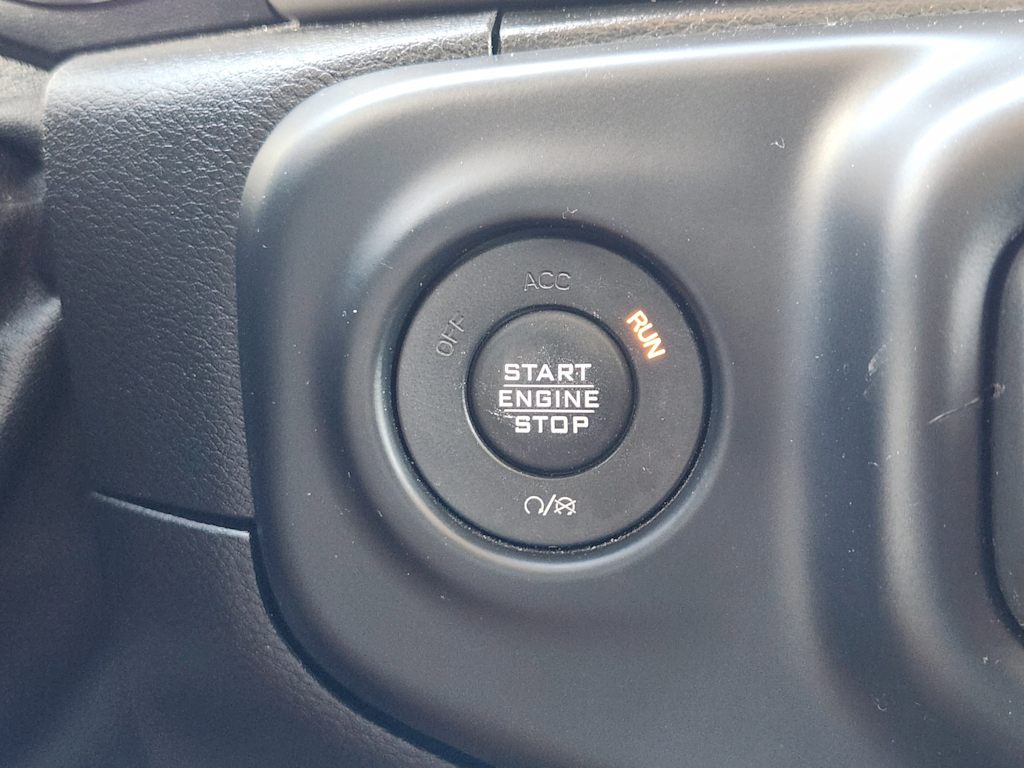 ACC
OFF
RUN
START
ENGINE
STOP